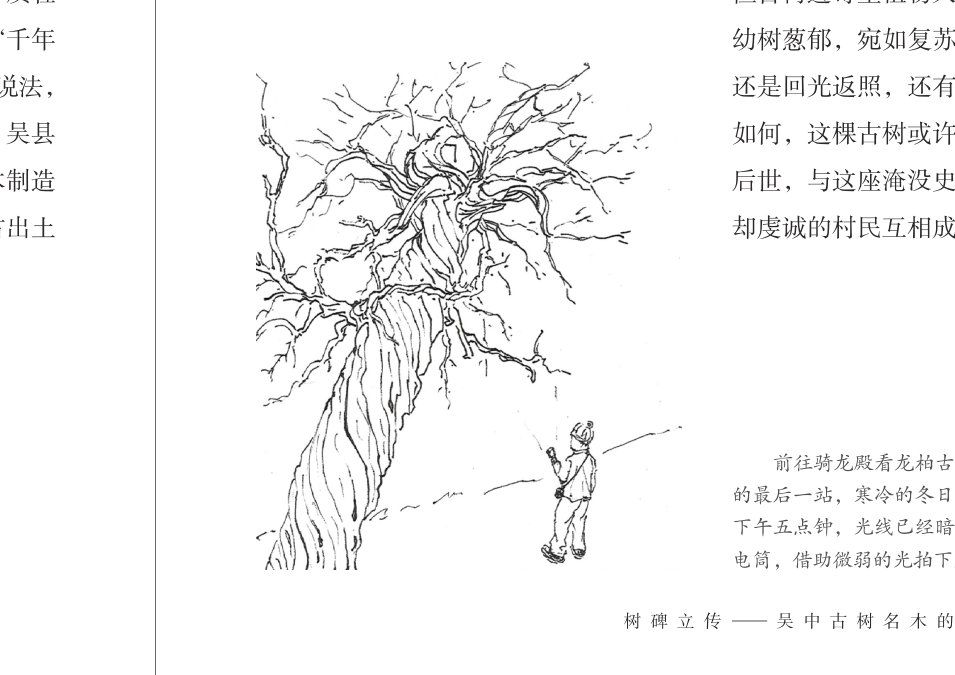 “千年
说法，
吴县
木制造
出土
幼树葱郁，宛如复苏
还是回光返照，还有
如何，这棵古树或许
后世，与这座淹没史
却虔诚的村民互相成
前往骑龙殿看龙柏古
的最后一站，寒冷的冬日
下午五点钟，光线已经暗
电筒，借助微弱的光拍下
树碑立传——吴中古树名木的